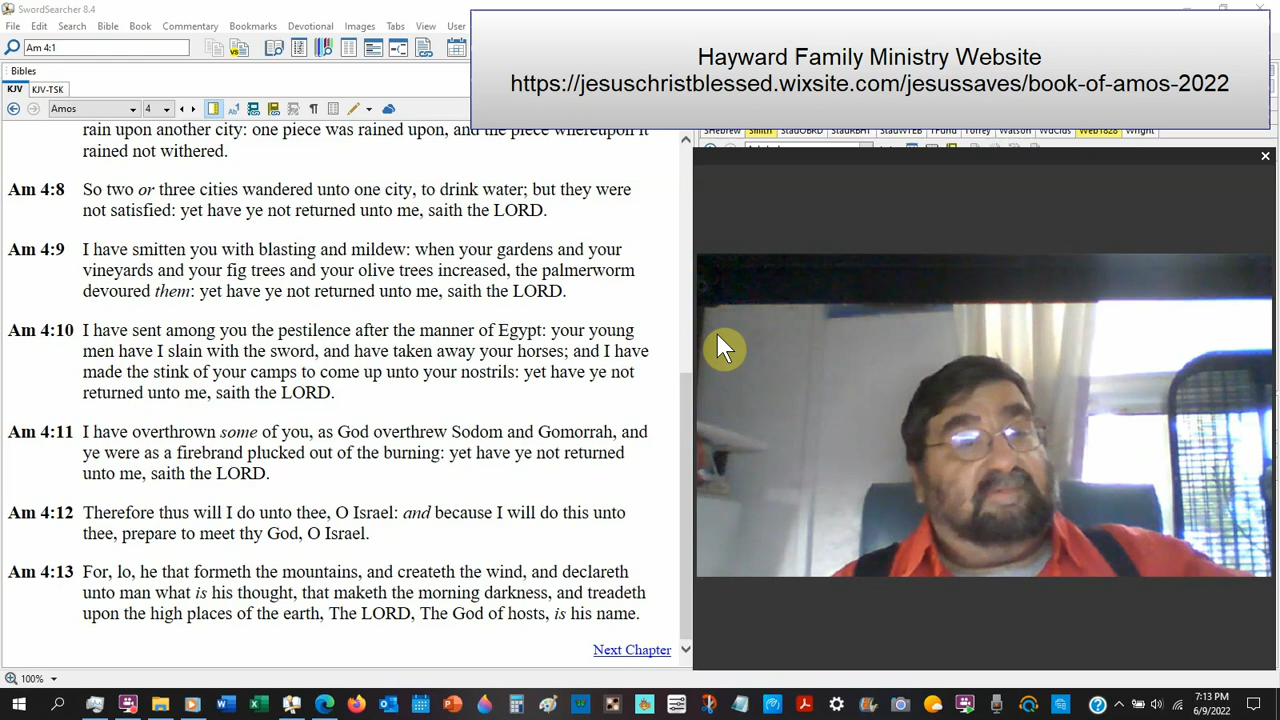 SwordSearcher 8.4
File Edit Search Bible Book Commentary Bookmarks Devotional Images Tabs View User
Hayward Family Ministry Website
https://jesuschristblessed.wixsite.com/jesussaves/book-of-amos-2022
Am 4:1
Bibles
KJV KJV-TSK
Amos 4
SHebrew Smith StauOBRD StauRBHT StauWTEB TFund Torrey Watson WdClds Web1828 Wright
rain upon another city: one piece was rained upon, and the piece whereupon it
rained not withered.
Am 4:8 So two or three cities wandered unto one city, to drink water; but they were
not satisfied: yet have ye not returned unto me, saith the LORD.
Am 4:9 I have smitten you with blasting and mildew: when your gardens and your
vineyards and your fig trees and your olive trees increased, the palmerworm
devoured them: yet have ye not returned unto me, saith the LORD.
Am 4:10 I have sent among you the pestilence after the manner of Egypt: your young
men have I slain with the sword, and have taken away your horses; and I have
made the stink of your camps to come up unto your nostrils: yet have ye not
returned unto me, saith the LORD.
Am 4:11 I have overthrown some of you, as God overthrew Sodom and Gomorrah, and
ye were as a firebrand plucked out of the burning: yet have ye not returned
unto me, saith the LORD.
Am 4:12 Therefore thus will I do unto thee, O Israel: and because I will do this unto
thee, prepare to meet thy God, O Israel.
Am 4:13 For, lo, he that formeth the mountains, and createth the wind, and declareth
unto man what is his thought, that maketh the morning darkness, and treadeth
upon the high places of the earth, The LORD, The God of hosts, is his name.
Next Chapter
100%
7:13 PM
6/9/2022